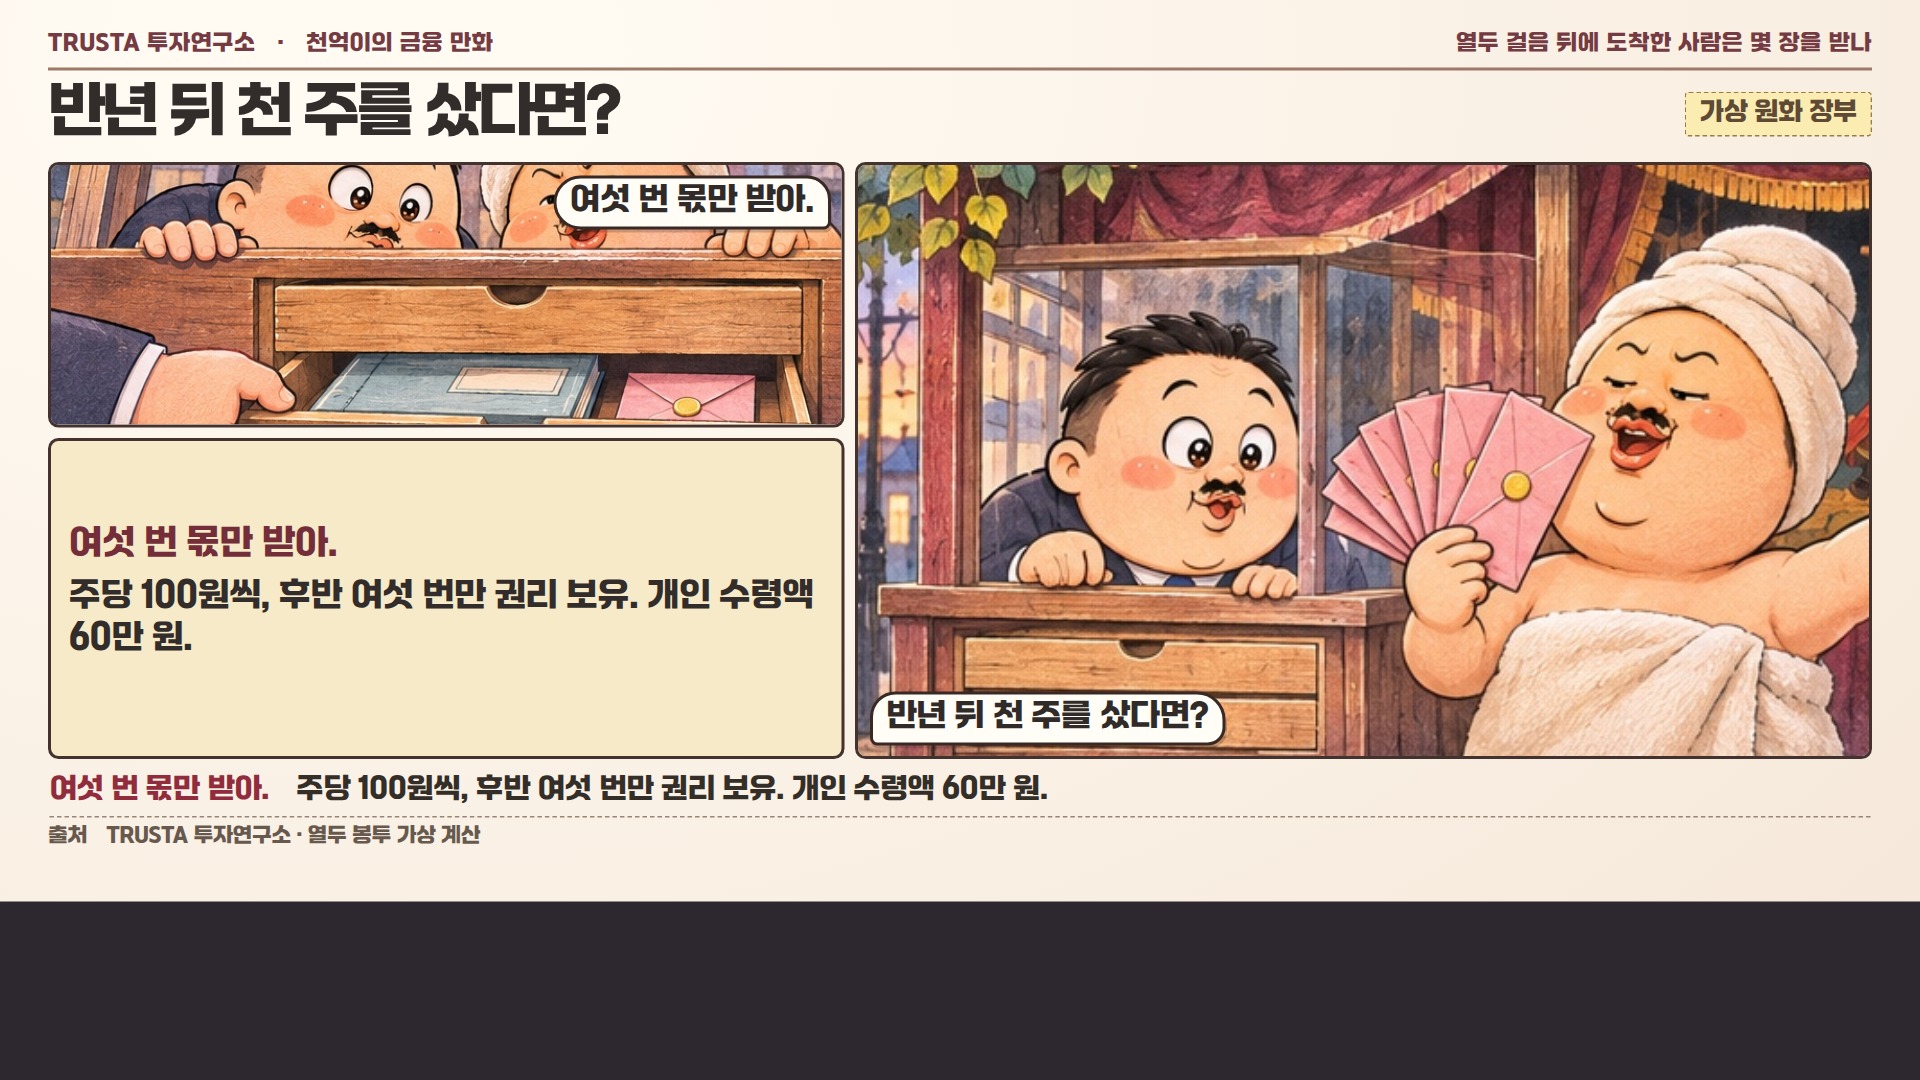 TRUSTA 투자연구소 · 천억이의 금융 만화
열두 걸음 뒤에 도착한 사람은 몇 장을 받나
반년 뒤 천 주를 샀다면?
가상 원화 장부
여섯 번 몫만 받아.
여섯 번 몫만 받아.
주당 100원씩, 후반 여섯 번만 권리 보유. 개인 수령액
60만 원.
반년 뒤 천 주를 샀다면?
여섯 번 몫만 받아. 주당 100원씩, 후반 여섯 번만 권리 보유. 개인 수령액 60만 원.
출처 TRUSTA 투자연구소 · 열두 봉투 가상 계산